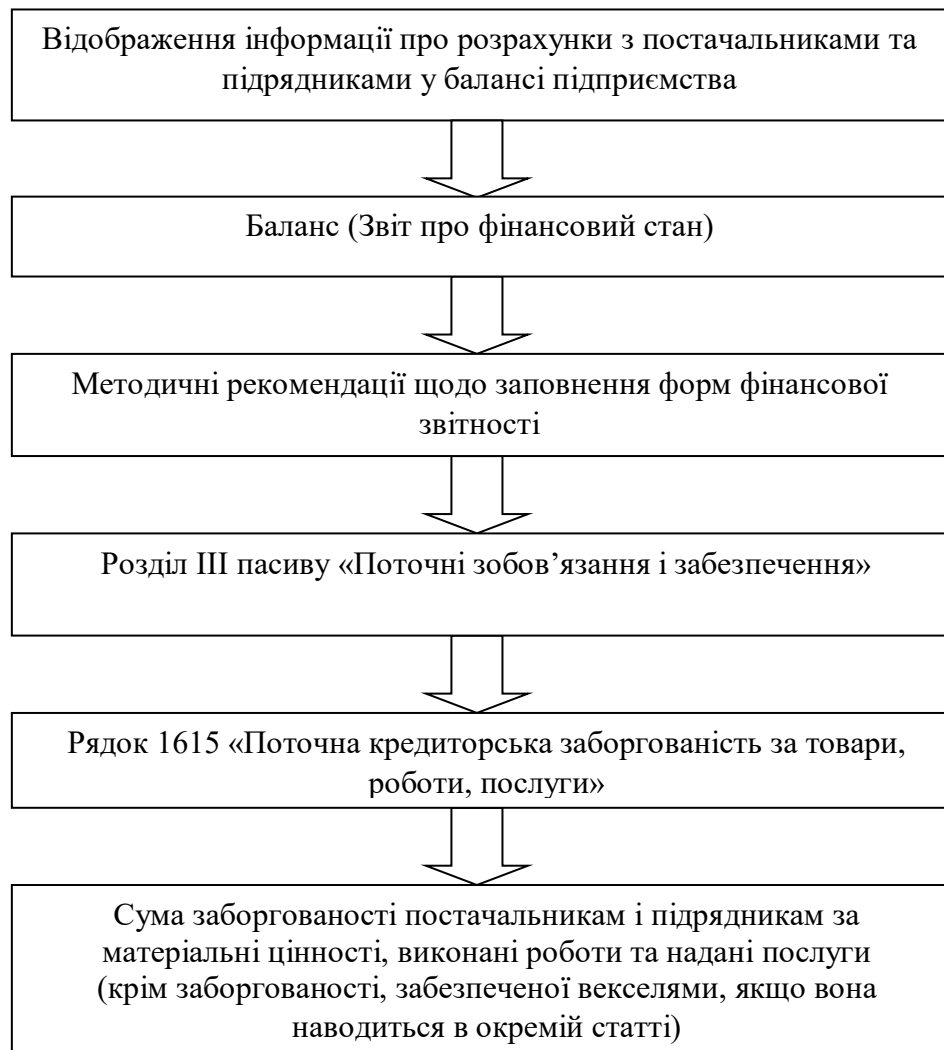 Відображення інформації про розрахунки з постачальниками та
підрядниками у балансі підприємства
Баланс (Звіт про фінансовий стан)
Методичні рекомендації щодо заповнення форм фінансової
звітності
Розділ ІІІ пасиву «Поточні зобов’язання і забезпечення»
Рядок 1615 «Поточна кредиторська заборгованість за товари,
роботи, послуги»
Сума заборгованості постачальникам і підрядникам за
матеріальні цінності, виконані роботи та надані послуги
(крім заборгованості, забезпеченої векселями, якщо вона
наводиться в окремій статті)